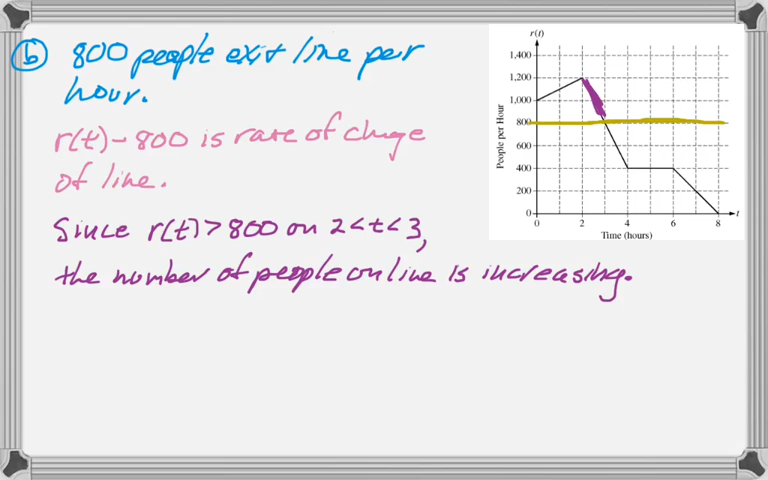 b 800 people exit line per
hour.
r(t) - 800 is rate of change
of line.
Since r(t) > 800 on 2 < t < 3,
the number of people on line is increasing.
r(t)
1,400
1,200
1,000
800
600
400
200
0
People per Hour
0 2 4 6 8 t
Time (hours)